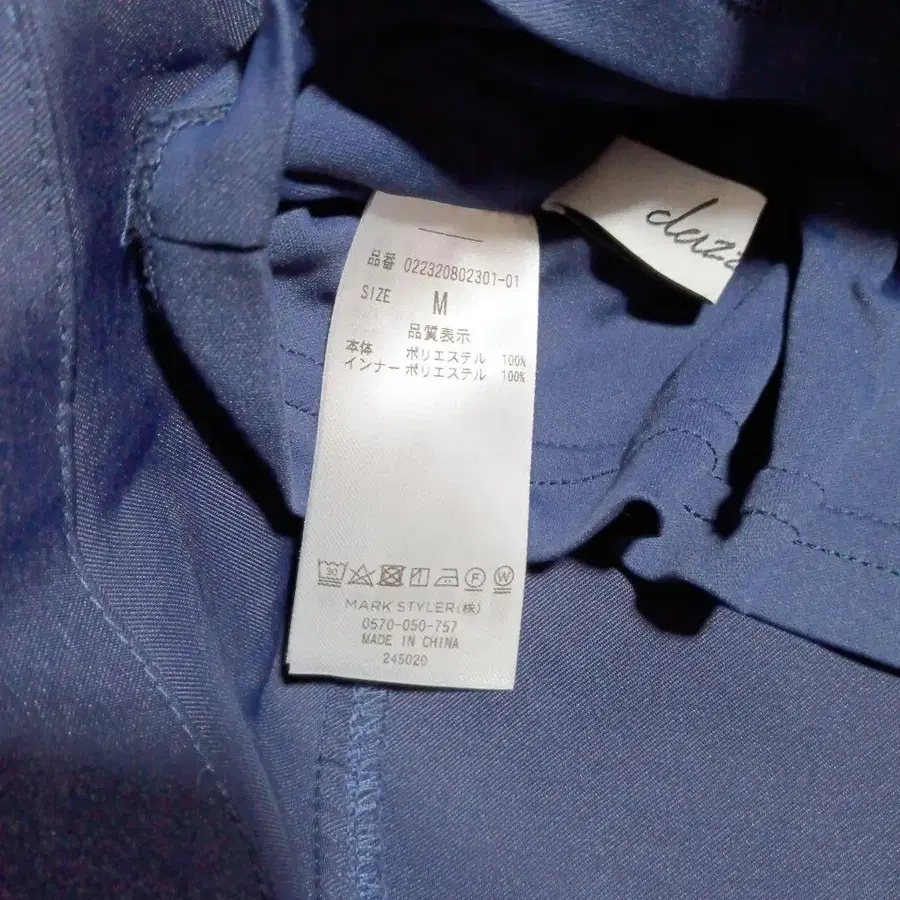 dazz
品番 022320802301-01
SIZE M
品質表示
本体 ポリエステル 100%
インナー ポリエステル 100%
30
F W
MARK STYLER(株)
0570-050-757
MADE IN CHINA
245020